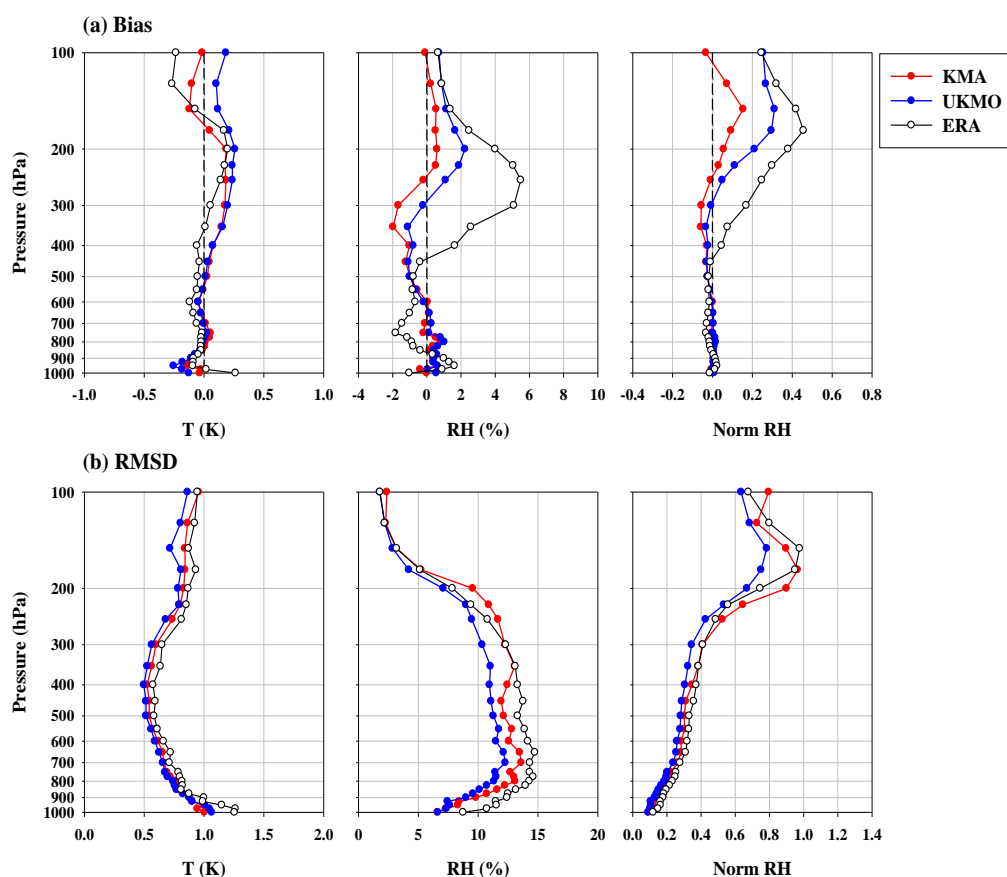 (a) Bias
100
200
300
400
500
600
700
800
900
1000
Pressure (hPa)
-1.0 -0.5 0.0 0.5 1.0
T (K)
-4 -2 0 2 4 6 8 10
RH (%)
-0.4 -0.2 0.0 0.2 0.4 0.6 0.8
Norm RH
KMA
UKMO
ERA
(b) RMSD
100
200
300
400
500
600
700
800
900
1000
Pressure (hPa)
0.0 0.5 1.0 1.5 2.0
T (K)
0 5 10 15 20
RH (%)
0.0 0.2 0.4 0.6 0.8 1.0 1.2 1.4
Norm RH